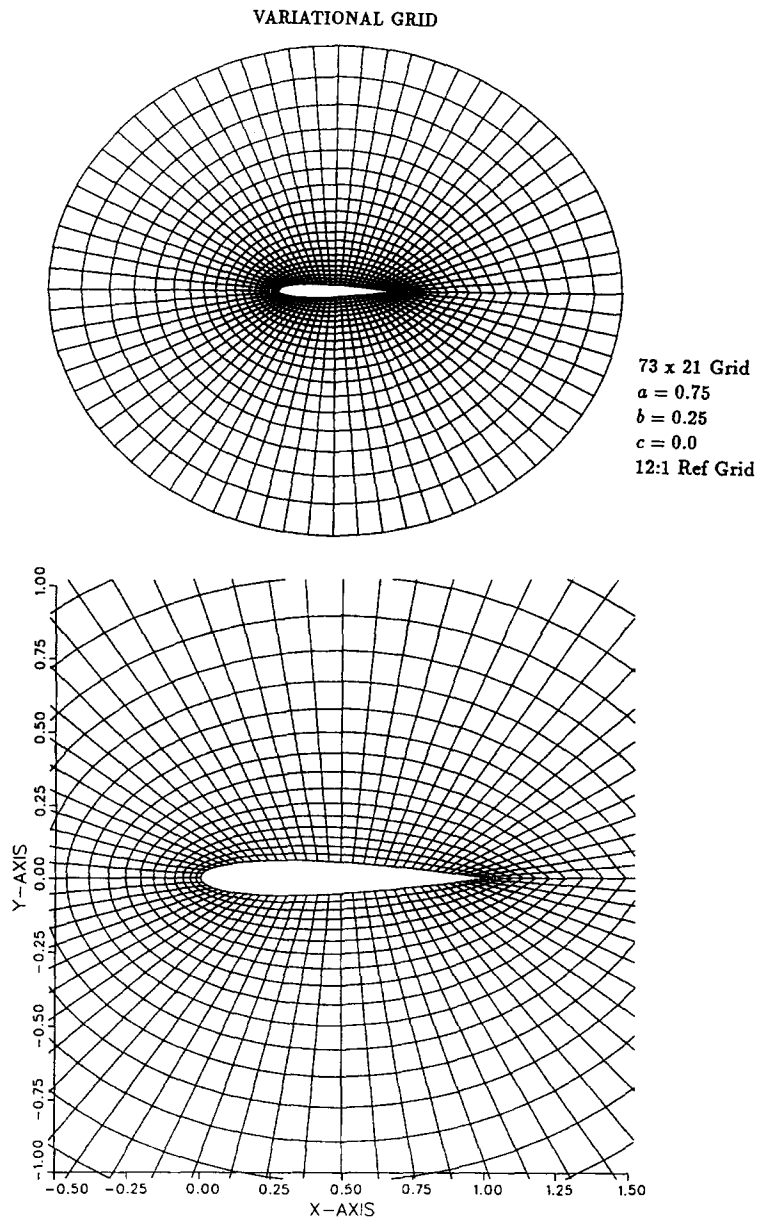 VARIATIONAL GRID
73 x 21 Grid
a = 0.75
b = 0.25
c = 0.0
12:1 Ref Grid
1.00
0.75
0.50
0.25
0.00
-0.25
-0.50
-0.75
-1.00
Y-AXIS
-0.50 -0.25 0.00 0.25 0.50 0.75 1.00 1.25 1.50
X-AXIS